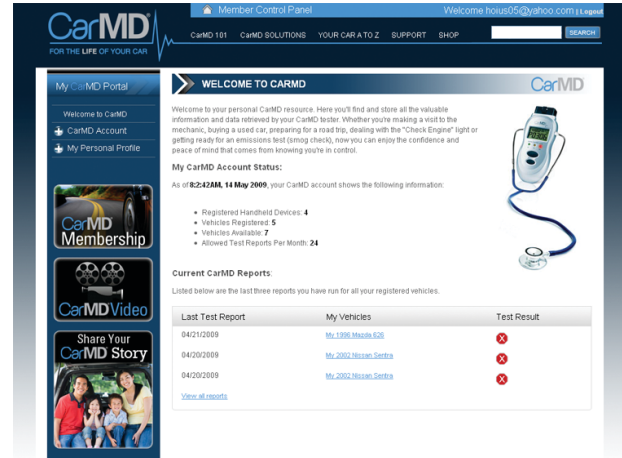 Member Control Panel
Welcome hoius05@yahoo.com | Logout
CarMD®
FOR THE LIFE OF YOUR CAR
CarMD 101 CarMD SOLUTIONS YOUR CAR A TO Z SUPPORT SHOP
SEARCH
My CarMD Portal
Welcome to CarMD
CarMD Account
My Personal Profile
CarMD
Membership
CarMD Video
Share Your
CarMD Story
WELCOME TO CARMD
CarMD
Welcome to your personal CarMD resource. Here you'll find and store all the valuable
information and data retrieved by your CarMD tester. Whether you're making a visit to the
mechanic, buying a used car, preparing for a road trip, dealing with the "Check Engine" light or
getting ready for an emissions test (smog check), now you can enjoy the confidence and
peace of mind that comes from knowing you're in control.
My CarMD Account Status:
As of 8:2:42AM, 14 May 2009, your CarMD account shows the following information:
Registered Handheld Devices: 4
Vehicles Registered: 5
Vehicles Available: 7
Allowed Test Reports Per Month: 24
Current CarMD Reports:
Listed below are the last three reports you have run for all your registered vehicles.
Last Test Report My Vehicles Test Result
04/21/2009 My 1996 Mazda 626
04/20/2009 My 2002 Nissan Sentra
04/20/2009 My 2002 Nissan Sentra
View all reports